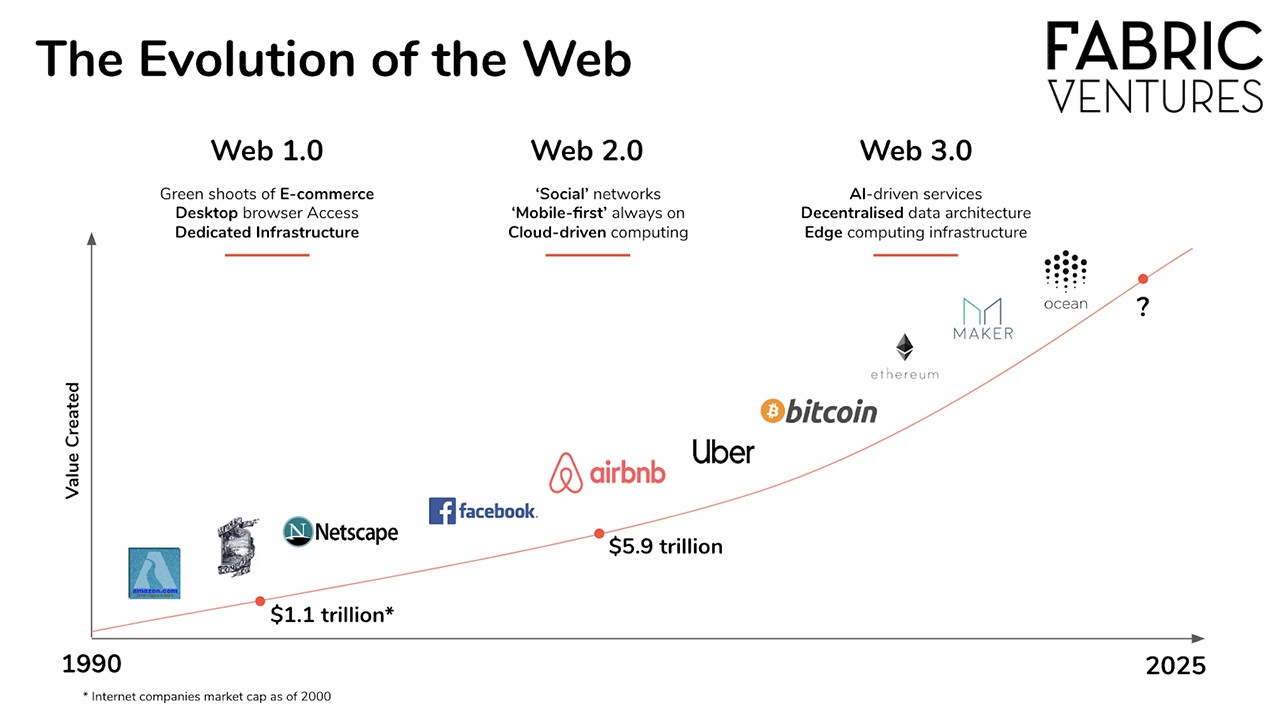 The Evolution of the Web
FABRIC
VENTURES
Web 1.0
Green shoots of E-commerce
Desktop browser Access
Dedicated Infrastructure
Web 2.0
‘Social’ networks
‘Mobile-first’ always on
Cloud-driven computing
Web 3.0
AI-driven services
Decentralised data architecture
Edge computing infrastructure
Value Created
amazon.com
Netscape
facebook.
airbnb
Uber
bitcoin
ethereum
MAKER
ocean
?
$5.9 trillion
$1.1 trillion*
1990
2025
* Internet companies market cap as of 2000